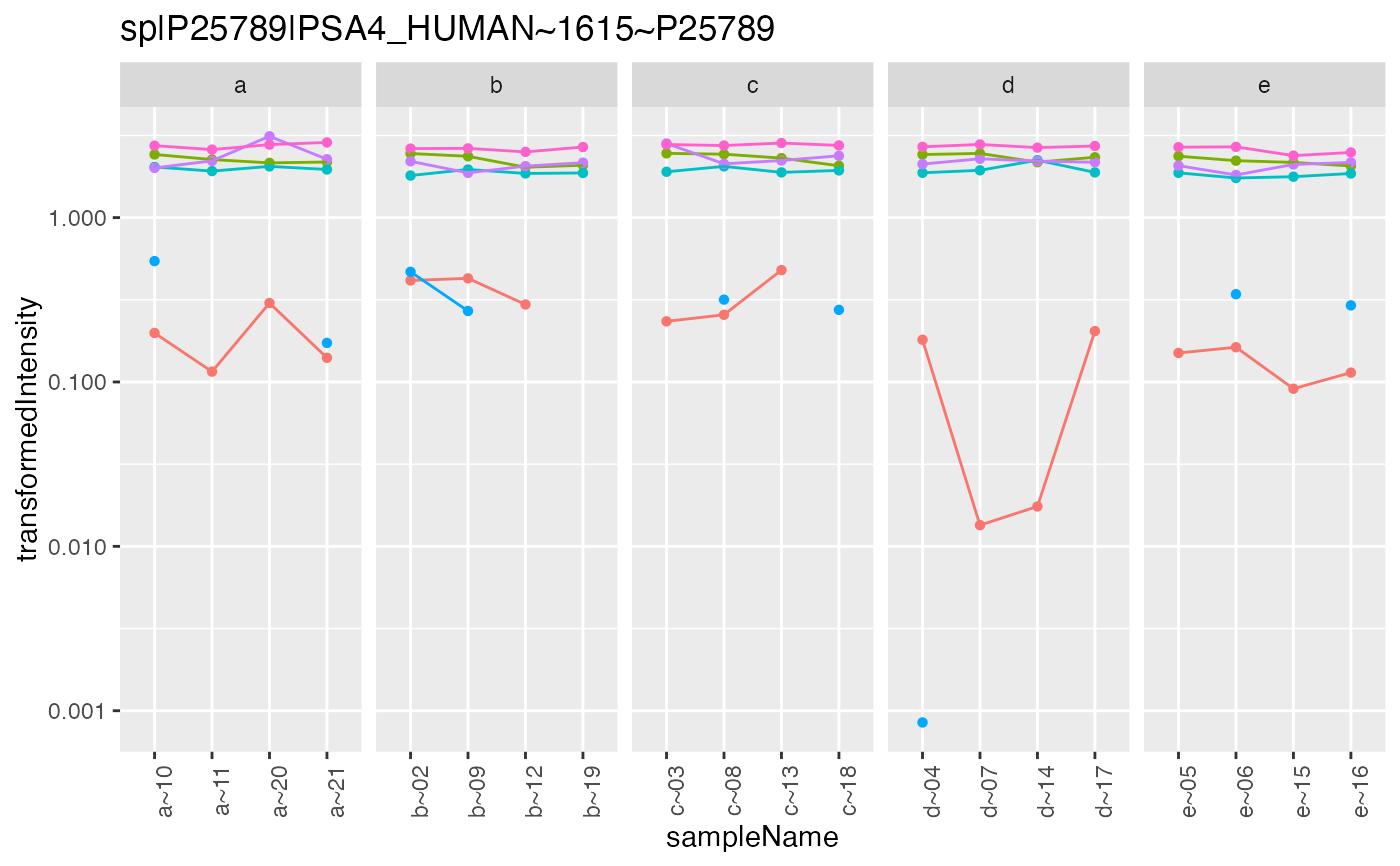 sp|P25789|PSA4_HUMAN~1615~P25789
a b c d e
transformedIntensity
1.000
0.100
0.010
0.001
a~10 a~11 a~20 a~21 b~02 b~09 b~12 b~19 c~03 c~08 c~13 c~18 d~04 d~07 d~14 d~17 e~05 e~06 e~15 e~16
sampleName